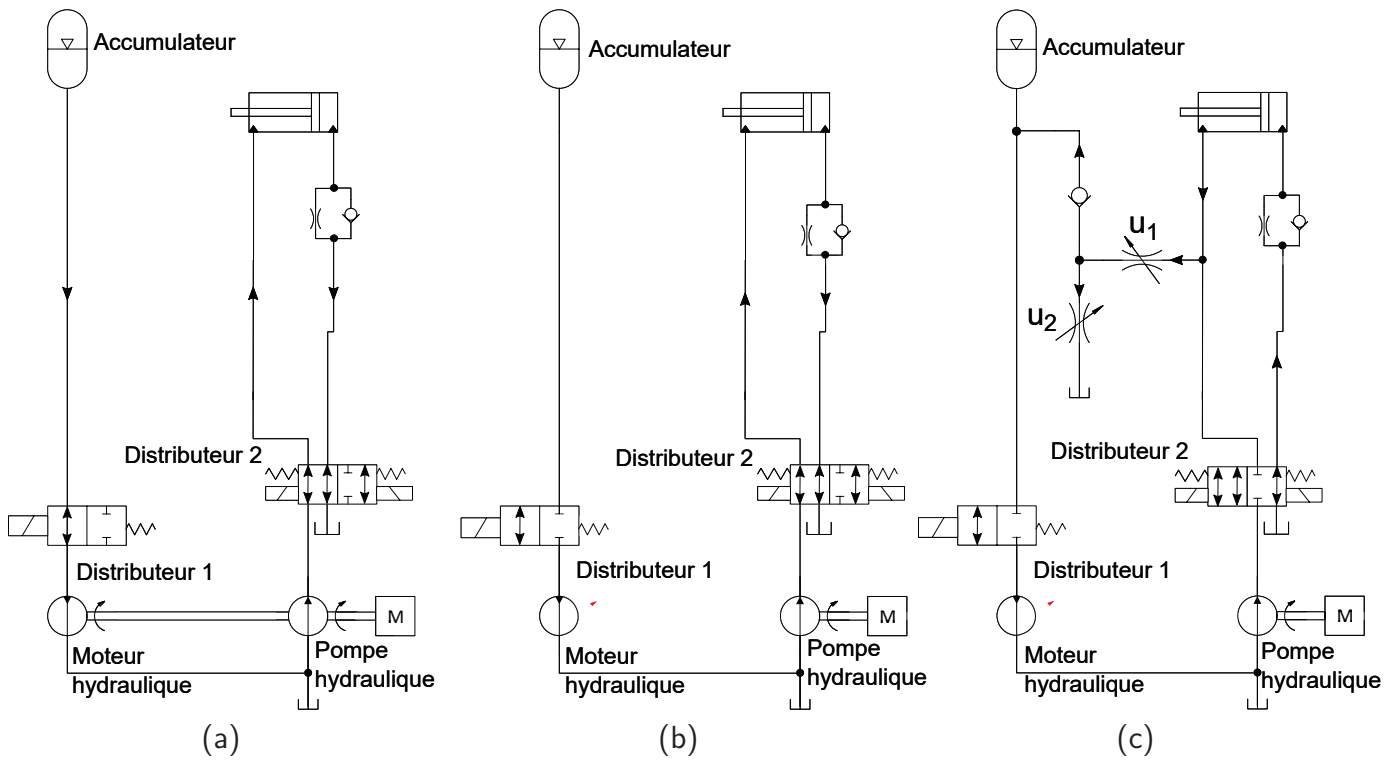 Accumulateur
Distributeur 2
Distributeur 1
M
Moteur
hydraulique
Pompe
hydraulique
(a)
Accumulateur
Distributeur 2
Distributeur 1
M
Moteur
hydraulique
Pompe
hydraulique
(b)
Accumulateur
u1
u2
Distributeur 2
Distributeur 1
M
Moteur
hydraulique
Pompe
hydraulique
(c)